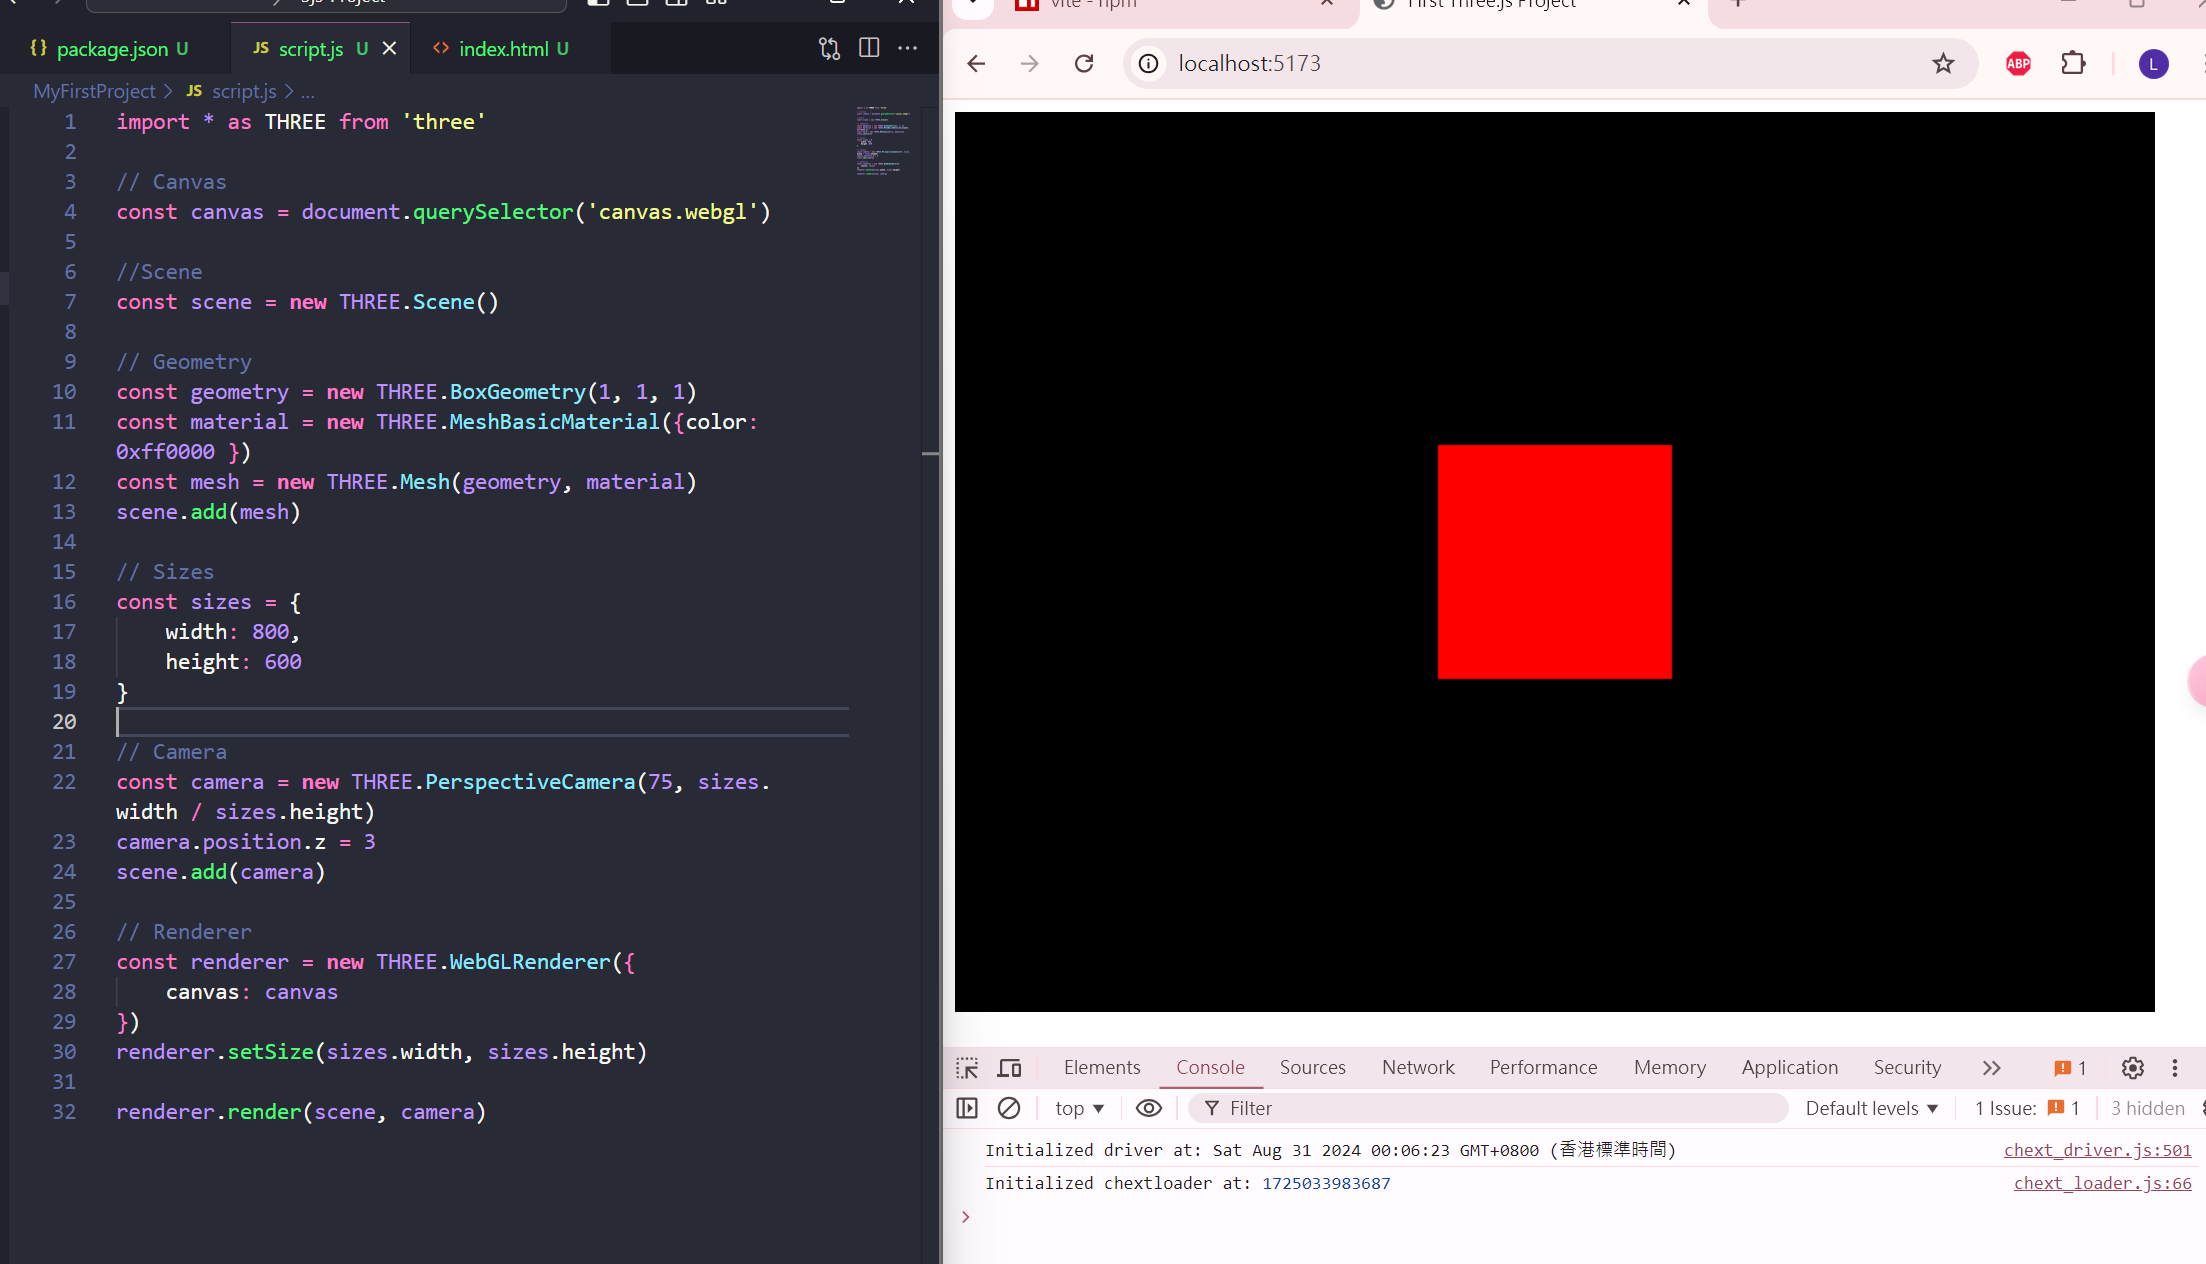 package.json U
JS script.js U
index.html U
MyFirstProject > JS script.js > ...
1 import * as THREE from 'three'
2
3 // Canvas
4 const canvas = document.querySelector('canvas.webgl')
5
6 //Scene
7 const scene = new THREE.Scene()
8
9 // Geometry
10 const geometry = new THREE.BoxGeometry(1, 1, 1)
11 const material = new THREE.MeshBasicMaterial({color:
0xff0000 })
12 const mesh = new THREE.Mesh(geometry, material)
13 scene.add(mesh)
14
15 // Sizes
16 const sizes = {
17 width: 800,
18 height: 600
19 }
20
21 // Camera
22 const camera = new THREE.PerspectiveCamera(75, sizes.
width / sizes.height)
23 camera.position.z = 3
24 scene.add(camera)
25
26 // Renderer
27 const renderer = new THREE.WebGLRenderer({
28 canvas: canvas
29 })
30 renderer.setSize(sizes.width, sizes.height)
31
32 renderer.render(scene, camera)
vite - npm
First Three.js Project
localhost:5173
ABP
L
Elements Console Sources Network Performance Memory Application Security 1
top Filter Default levels 1 Issue: 1 3 hidden
Initialized driver at: Sat Aug 31 2024 00:06:23 GMT+0800 (香港標準時間) chext_driver.js:501
Initialized chextloader at: 1725033983687 chext_loader.js:66